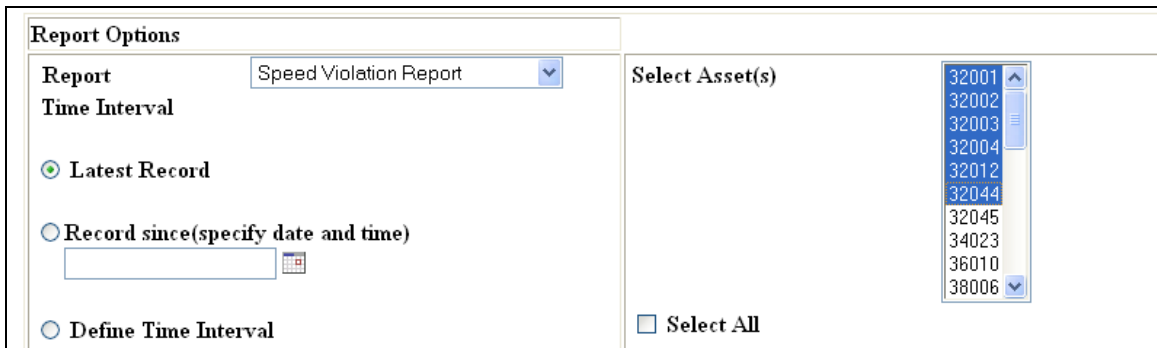 Report Options
Report
Speed Violation Report
Time Interval
Latest Record
Record since(specify date and time)
Define Time Interval
Select Asset(s)
32001
32002
32003
32004
32012
32044
32045
34023
36010
38006
Select All